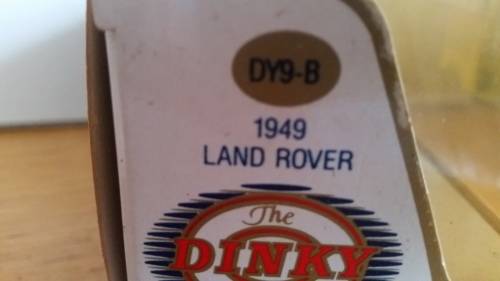 DY9-B
1949
LAND ROVER
The
DINKY